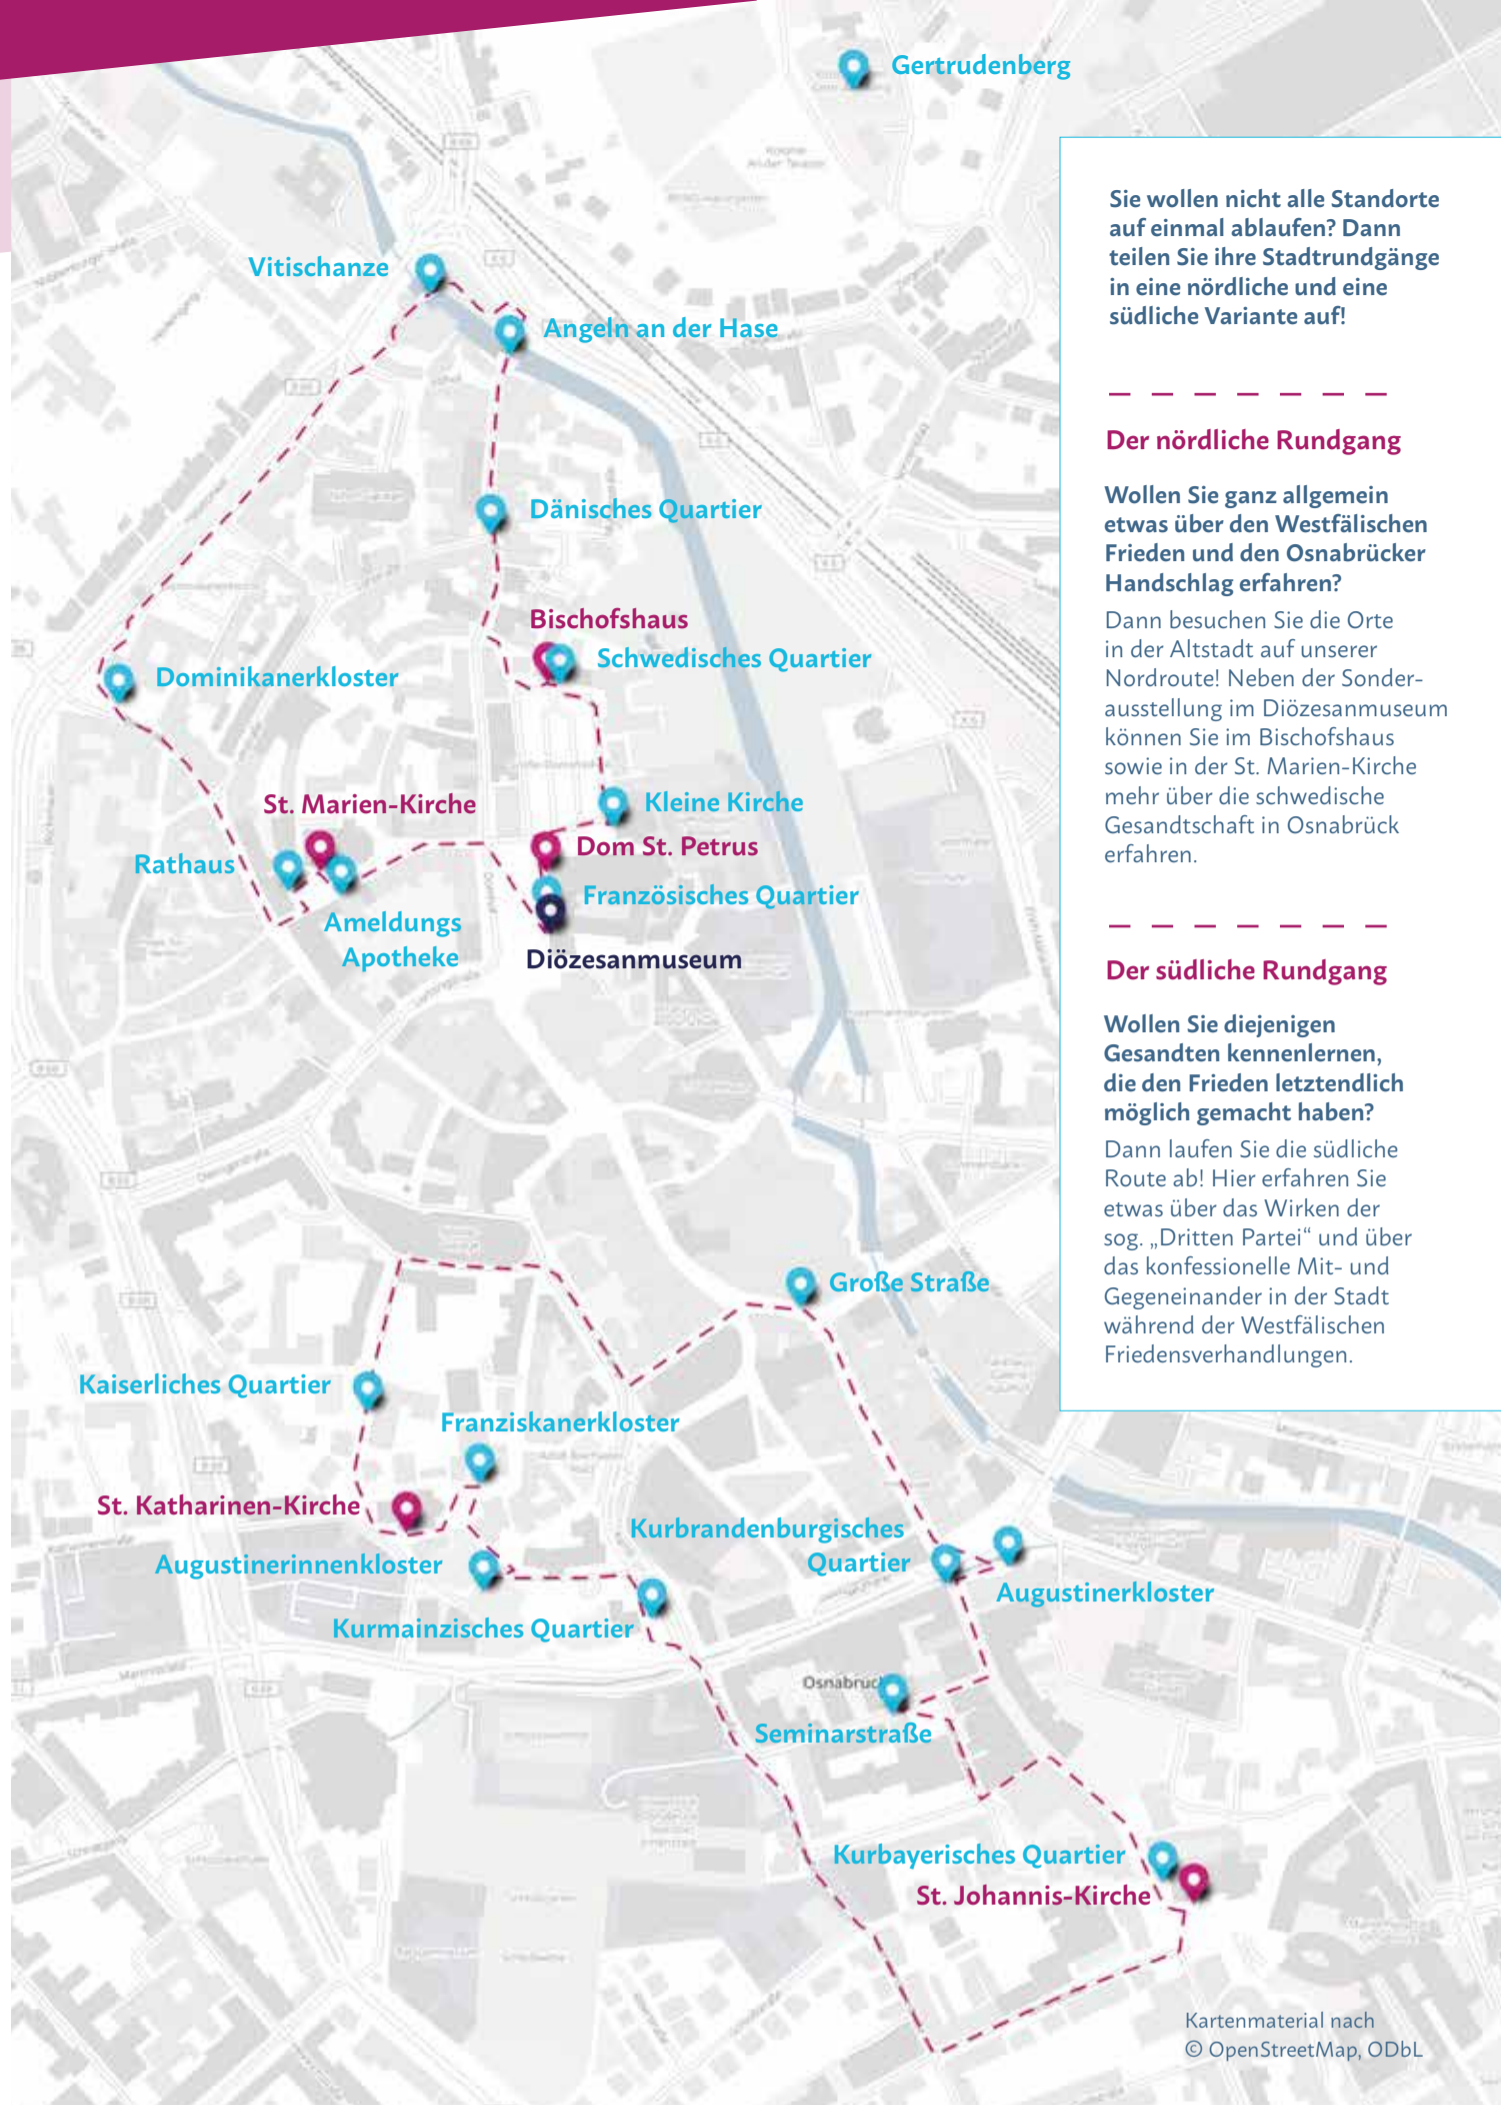 Gertrudenberg
Vitischanze
Angeln an der Hase
Dänisches Quartier
Bischofshaus
Schwedisches Quartier
Dominikanerkloster
St. Marien-Kirche
Kleine Kirche
Rathaus
Dom St. Petrus
Ameldungs
Apotheke
Französisches Quartier
Diözesanmuseum
Große Straße
Kaiserliches Quartier
Franziskanerkloster
St. Katharinen-Kirche
Augustinerinnenkloster
Kurbrandenburgisches
Quartier
Augustinerkloster
Kurmainzisches Quartier
Seminarstraße
Kurbayerisches Quartier
St. Johannis-Kirche
Sie wollen nicht alle Standorte
auf einmal ablaufen? Dann
teilen Sie ihre Stadtrundgänge
in eine nördliche und eine
südliche Variante auf!
Der nördliche Rundgang
Wollen Sie ganz allgemein
etwas über den Westfälischen
Frieden und den Osnabrücker
Handschlag erfahren?
Dann besuchen Sie die Orte
in der Altstadt auf unserer
Nordroute! Neben der Sonder-
ausstellung im Diözesanmuseum
können Sie im Bischofshaus
sowie in der St. Marien-Kirche
mehr über die schwedische
Gesandtschaft in Osnabrück
erfahren.
Der südliche Rundgang
Wollen Sie diejenigen
Gesandten kennenlernen,
die den Frieden letztendlich
möglich gemacht haben?
Dann laufen Sie die südliche
Route ab! Hier erfahren Sie
etwas über das Wirken der
sog. „Dritten Partei“ und über
das konfessionelle Mit- und
Gegeneinander in der Stadt
während der Westfälischen
Friedensverhandlungen.
Kartenmaterial nach
© OpenStreetMap, ODbL